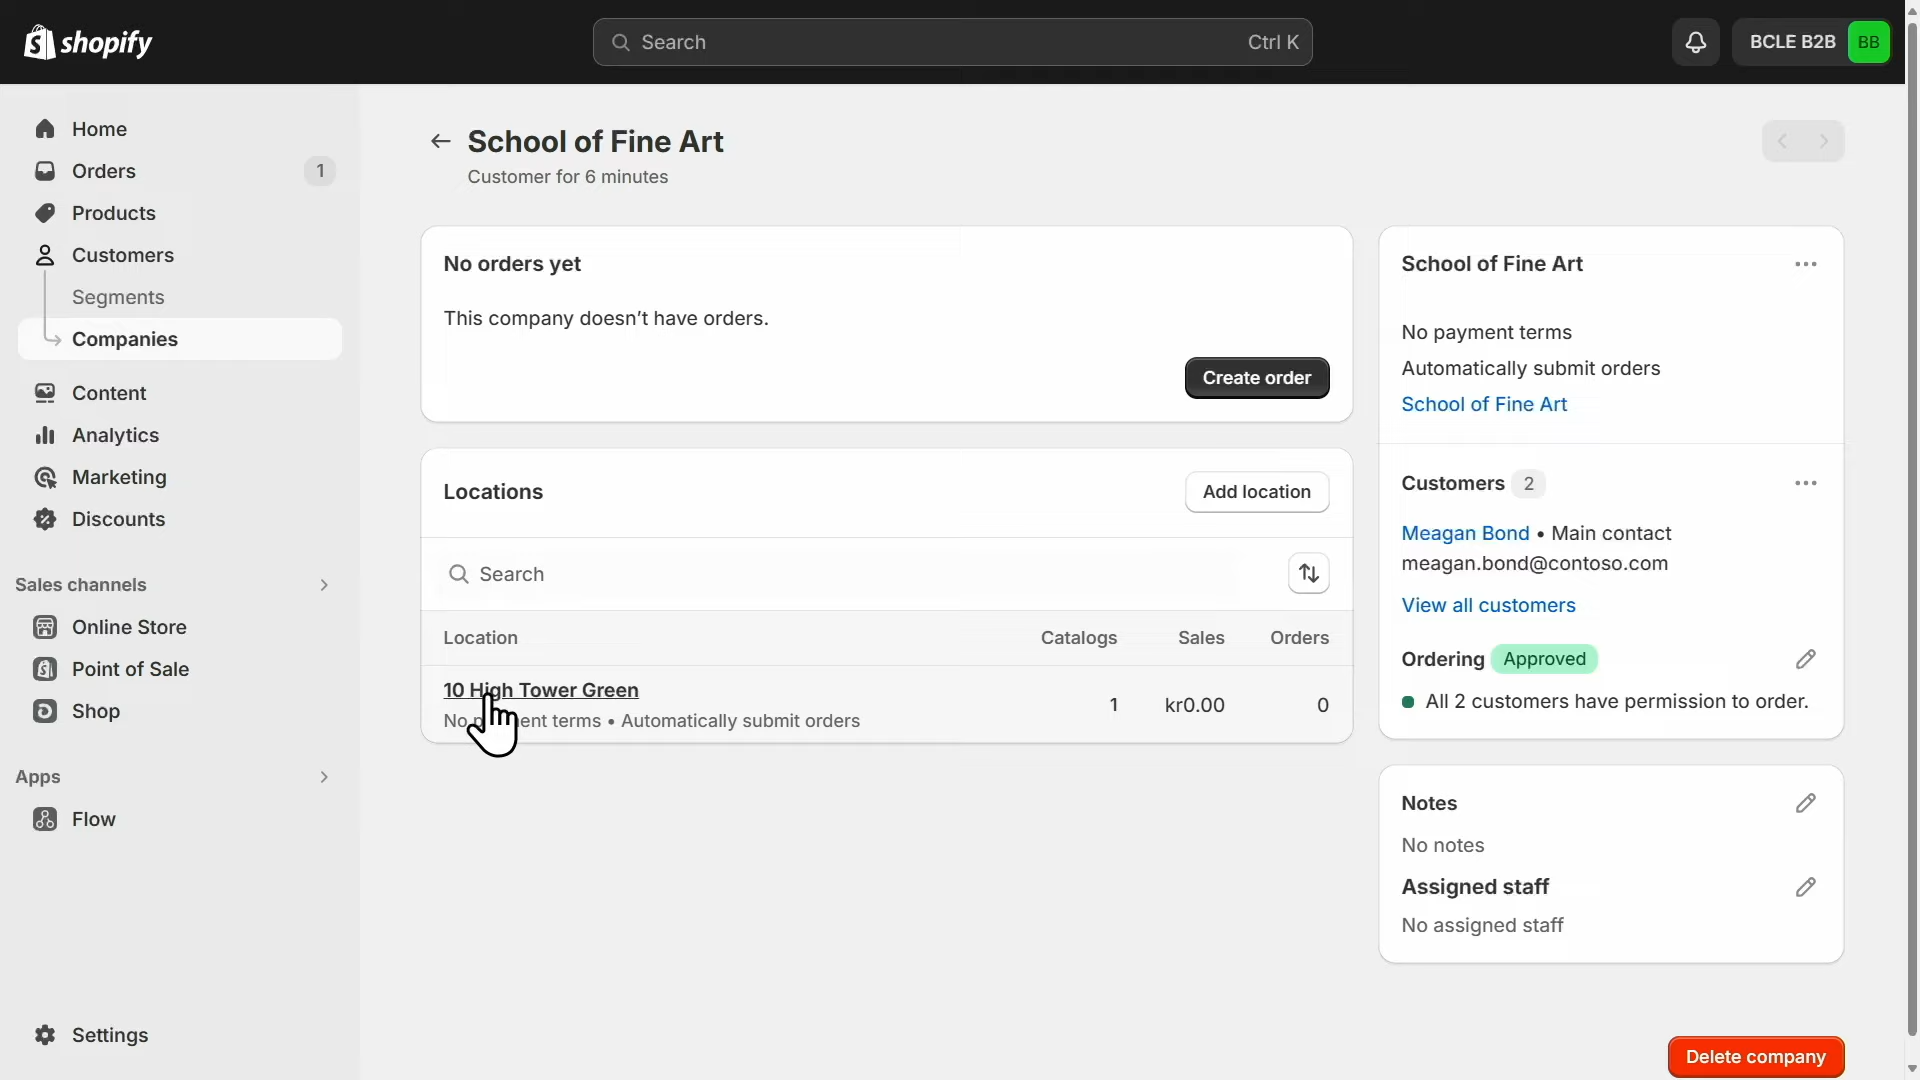 shopify
Search
Ctrl K
BCLE B2B
BB
Home
Orders
1
Products
Customers
Segments
Companies
Content
Analytics
Marketing
Discounts
Sales channels
Online Store
Point of Sale
Shop
Apps
Flow
Settings
School of Fine Art
Customer for 6 minutes
No orders yet
This company doesn’t have orders.
Create order
Locations
Add location
Search
Location
Catalogs
Sales
Orders
10 High Tower Green
1
kr0.00
0
No payment terms • Automatically submit orders
School of Fine Art
No payment terms
Automatically submit orders
School of Fine Art
Customers 2
Meagan Bond • Main contact
meagan.bond@contoso.com
View all customers
Ordering Approved
All 2 customers have permission to order.
Notes
No notes
Assigned staff
No assigned staff
Delete company